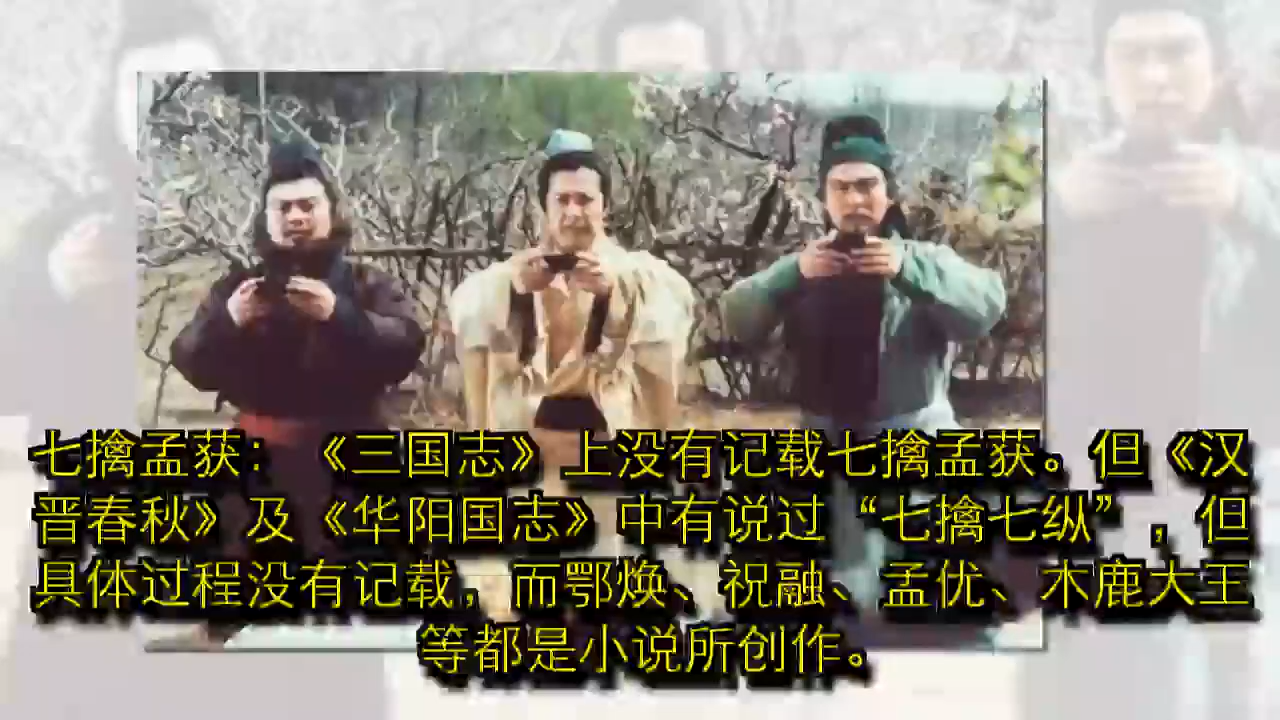 七擒孟获：《三国志》上没有记载七擒孟获。但《汉
晋春秋》及《华阳国志》中有说过“七擒七纵”，但
具体过程没有记载，而鄂焕、祝融、孟优、木鹿大王
等都是小说所创作。